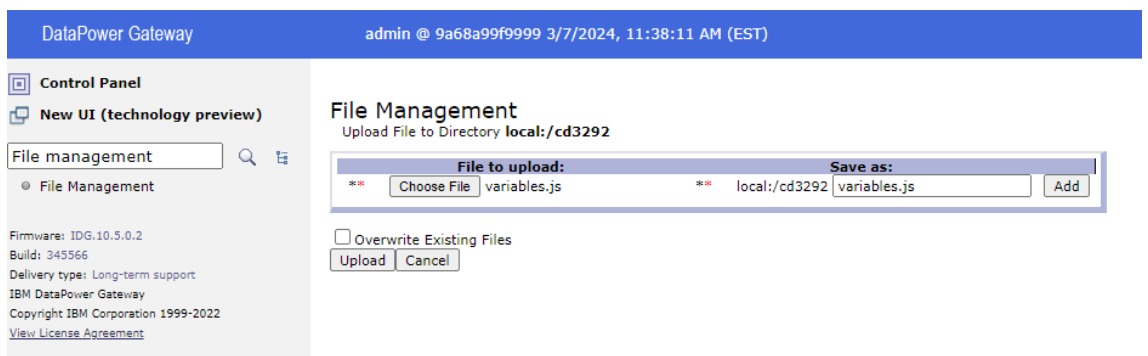 DataPower Gateway
admin @ 9a68a99f9999 3/7/2024, 11:38:11 AM (EST)
Control Panel
New UI (technology preview)
File management
File Management
Firmware: IDG.10.5.0.2
Build: 345566
Delivery type: Long-term support
IBM DataPower Gateway
Copyright IBM Corporation 1999-2022
View License Agreement
File Management
Upload File to Directory local:/cd3292
File to upload: Save as:
** Choose File variables.js ** local:/cd3292 variables.js Add
Overwrite Existing Files
Upload Cancel